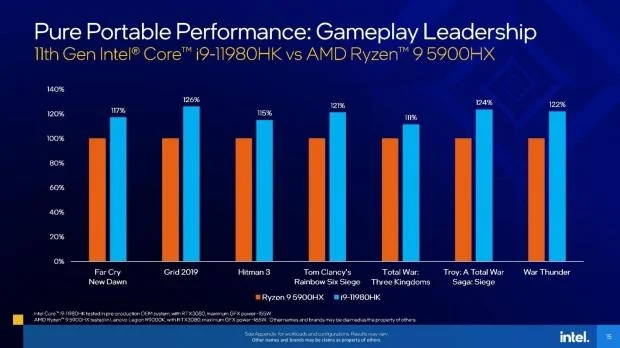 Pure Portable Performance: Gameplay Leadership
11th Gen Intel® Core™ i9-11980HK vs AMD Ryzen™ 9 5900HX
140%
120%
100%
80%
60%
40%
20%
0%
117%
126%
115%
121%
111%
124%
122%
Far Cry
New Dawn
Grid 2019
Hitman 3
Tom Clancy's
Rainbow Six Siege
Total War:
Three Kingdoms
Troy: A Total War
Saga: Siege
War Thunder
Ryzen 9 5900HX
i9-11980HK
Intel Core™ i9-11980HK tested in pre production OEM system, with RTX3080, maximum GFX power ~155W
AMD Ryzen™ 9 5900HX tested in Lenovo Legion R9000K, with RTX3080, maximum GFX power ~165W. Other names and brands may be claimed as the property of others.
See Appendix for workloads and configurations. Results may vary.
Other names and brands may be claims as property of others.
intel.
15